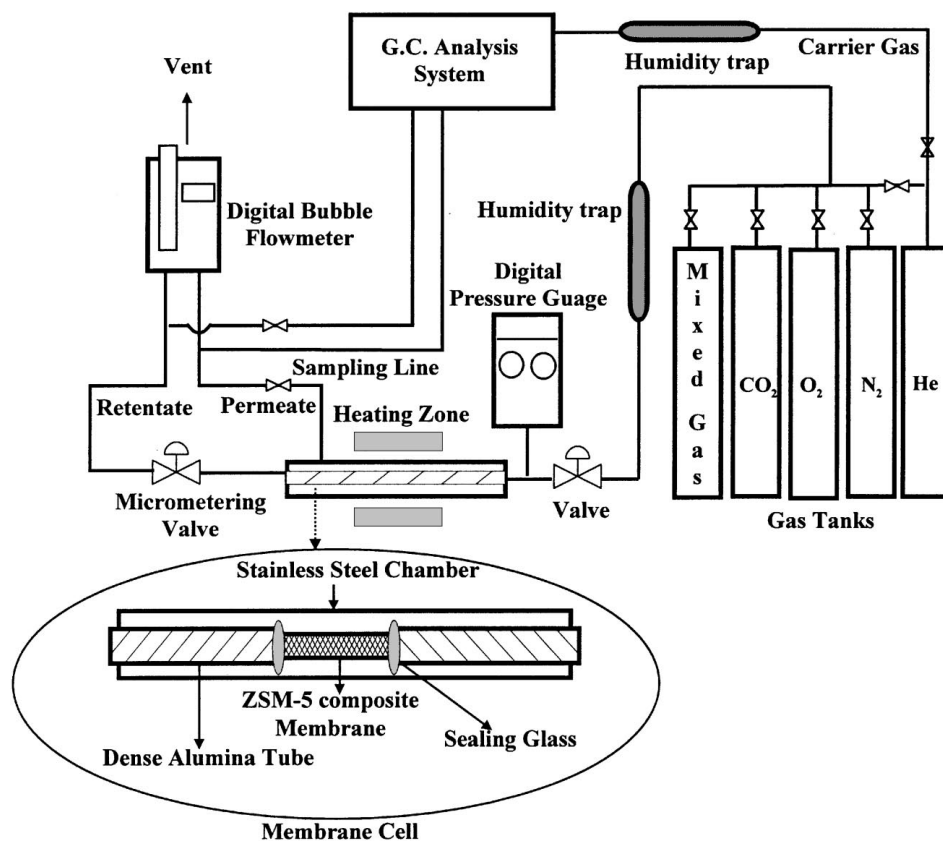 G.C. Analysis
System
Humidity trap
Carrier Gas
Vent
Digital Bubble
Flowmeter
Humidity trap
Digital
Pressure Guage
Mixed Gas
CO2
O2
N2
He
Gas Tanks
Sampling Line
Retentate
Permeate
Heating Zone
Micrometering
Valve
Valve
Stainless Steel Chamber
ZSM-5 composite
Membrane
Sealing Glass
Dense Alumina Tube
Membrane Cell